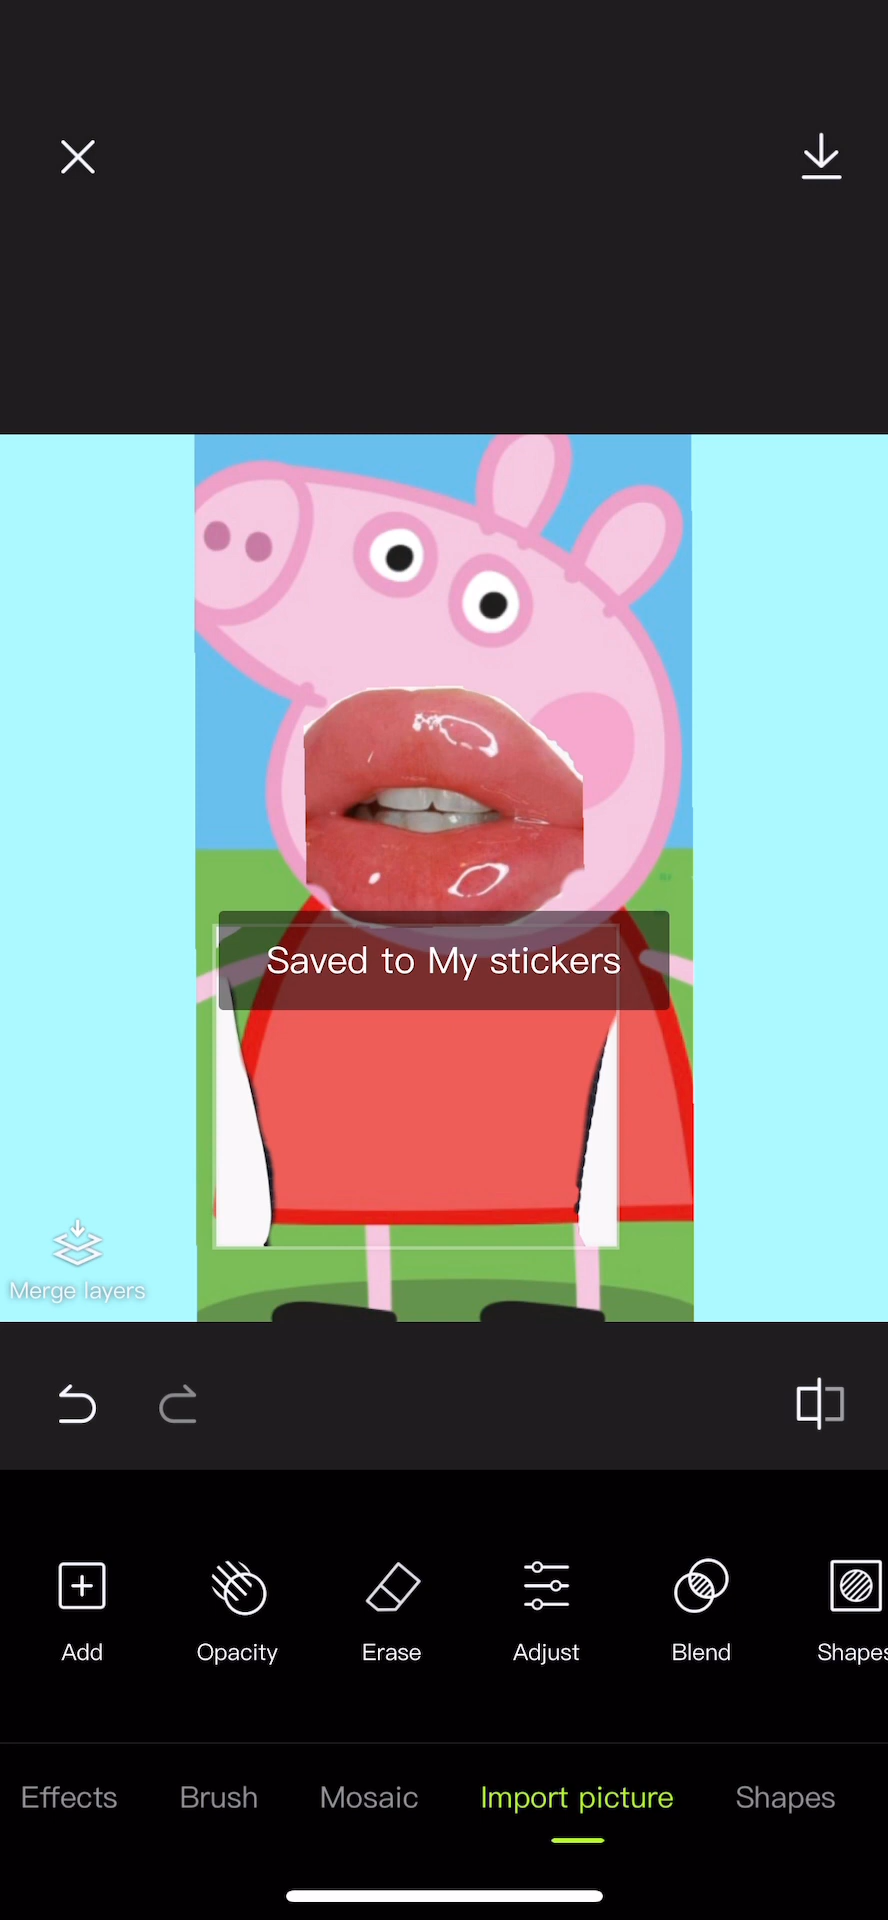 Saved to My stickers
Merge layers
Add
Opacity
Erase
Adjust
Blend
Shapes
Effects
Brush
Mosaic
Import picture
Shapes